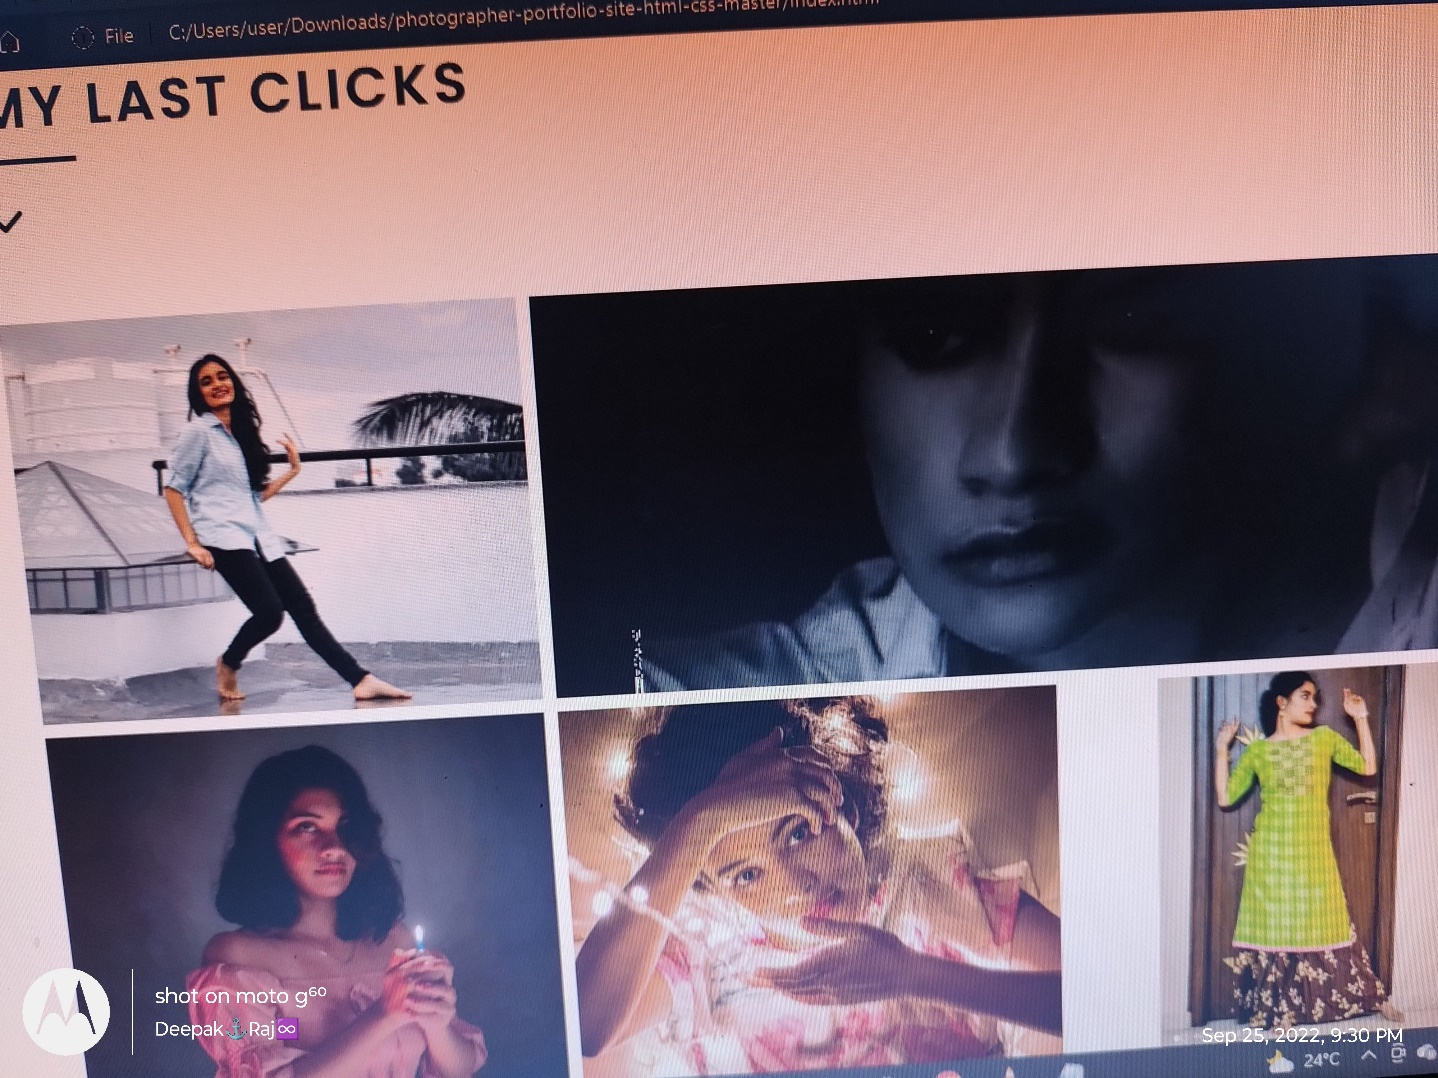 File C:/Users/user/Downloads/photographer-portfolio-site-html-css-master/index.html
MY LAST CLICKS
shot on moto g⁶⁰
Deepak⚓Raj♾
Sep 25, 2022, 9:30 PM
24°C